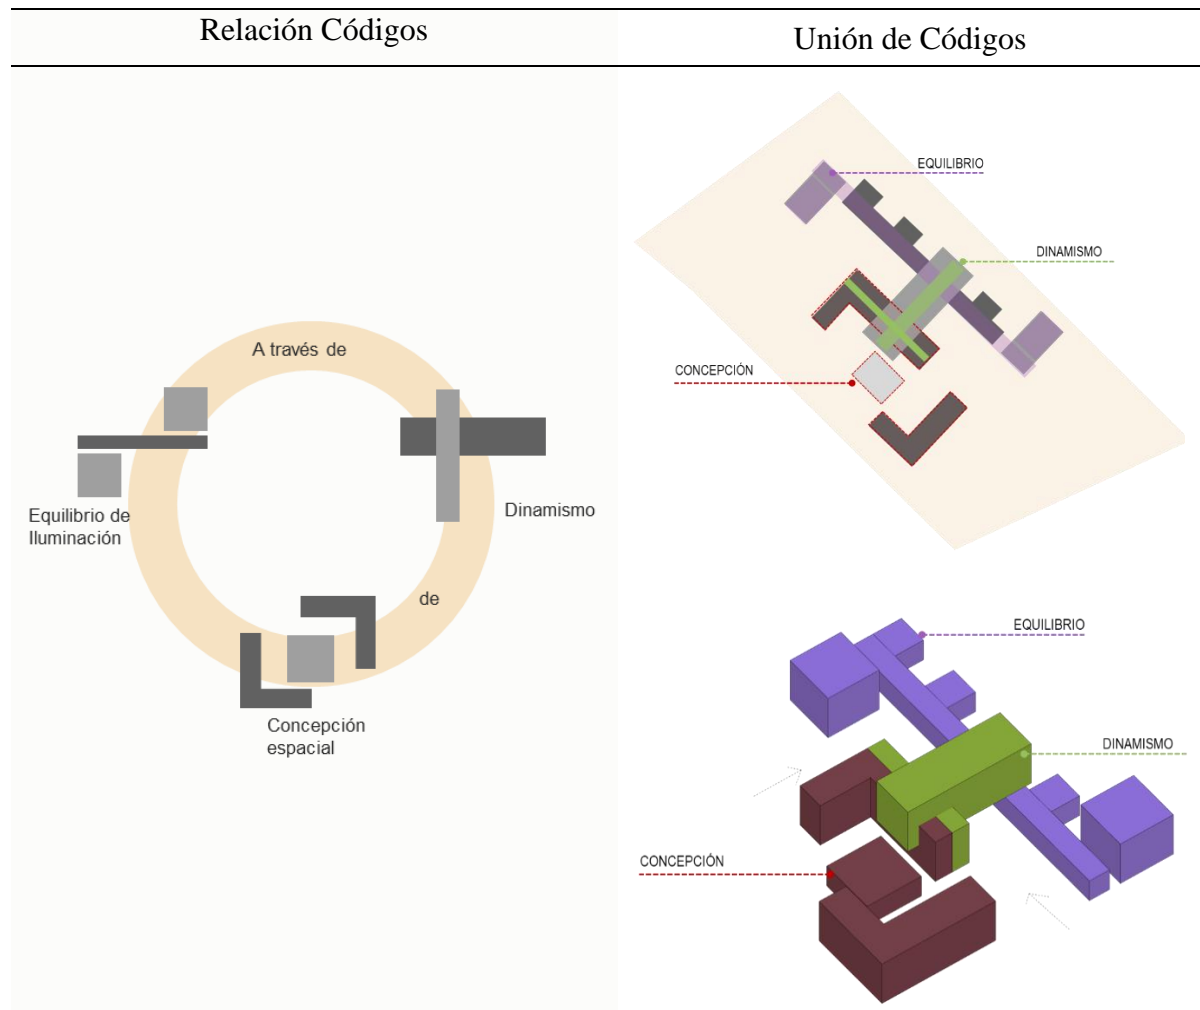 Relación Códigos
Unión de Códigos
A través de
Equilibrio de
Iluminación
Dinamismo
de
Concepción
espacial
EQUILIBRIO
DINAMISMO
CONCEPCIÓN
EQUILIBRIO
DINAMISMO
CONCEPCIÓN